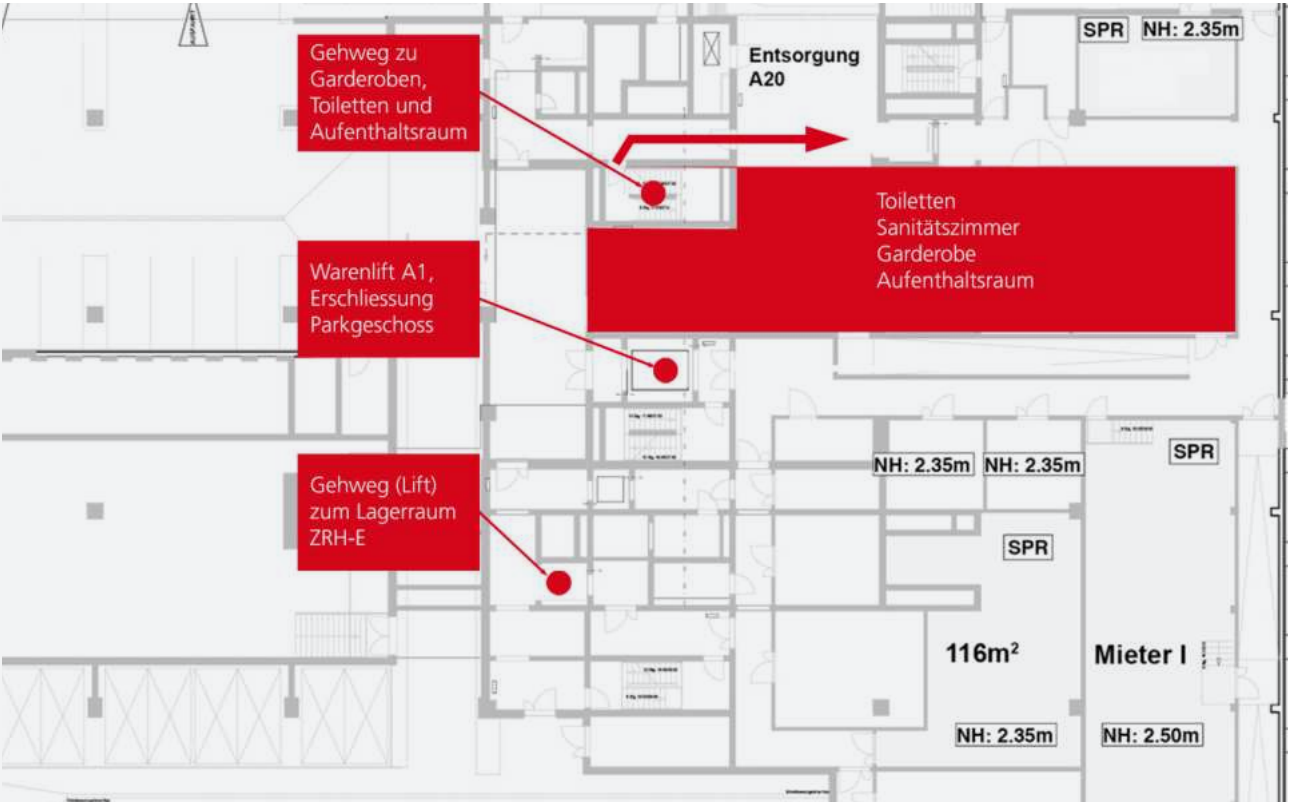 AUSFAHRT
Gehweg zu
Garderoben,
Toiletten und
Aufenthaltsraum
Entsorgung
A20
SPR
NH: 2.35m
Toiletten
Sanitätszimmer
Garderobe
Aufenthaltsraum
Warenlift A1,
Erschliessung
Parkgeschoss
NH: 2.35m
NH: 2.35m
SPR
Gehweg (Lift)
zum Lagerraum
ZRH-E
SPR
116m²
Mieter I
NH: 2.35m
NH: 2.50m